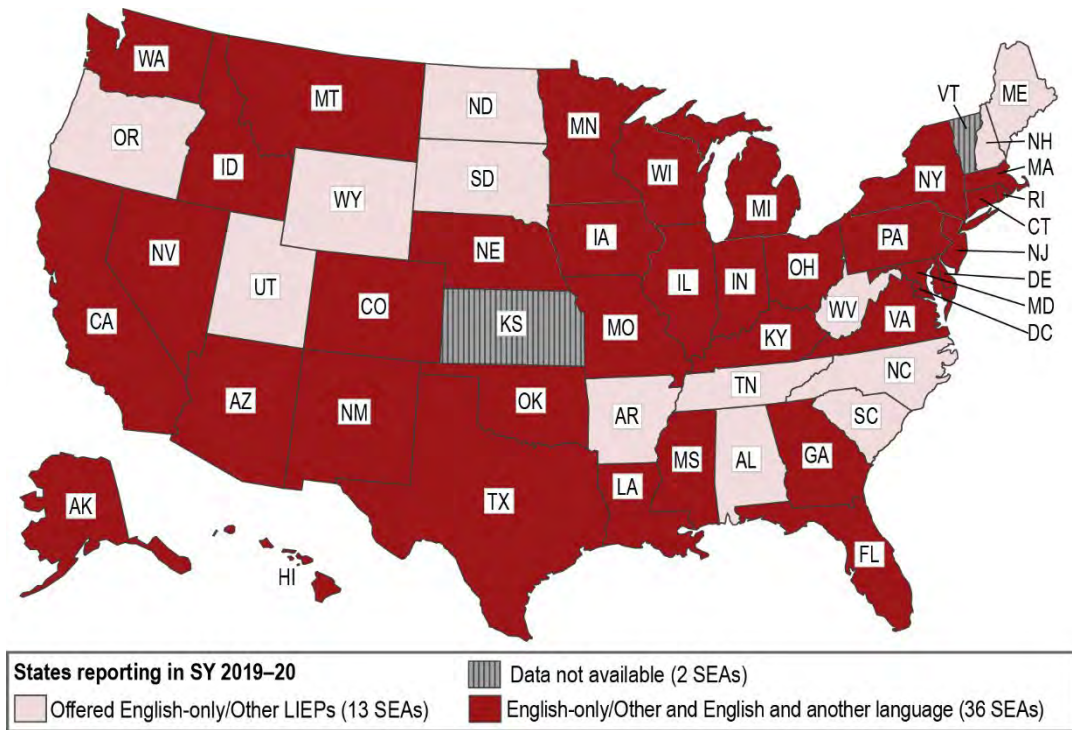 WA
MT
ND
MN
VT
ME
OR
ID
SD
WI
NY
NH
MA
WY
MI
RI
CT
NV
NE
IA
PA
NJ
UT
IL
IN
OH
DE
CA
CO
KS
MO
WV
VA
MD
KY
DC
AZ
NM
OK
AR
TN
NC
SC
MS
AL
GA
AK
TX
LA
HI
FL
States reporting in SY 2019–20
Data not available (2 SEAs)
Offered English-only/Other LIEPs (13 SEAs)
English-only/Other and English and another language (36 SEAs)